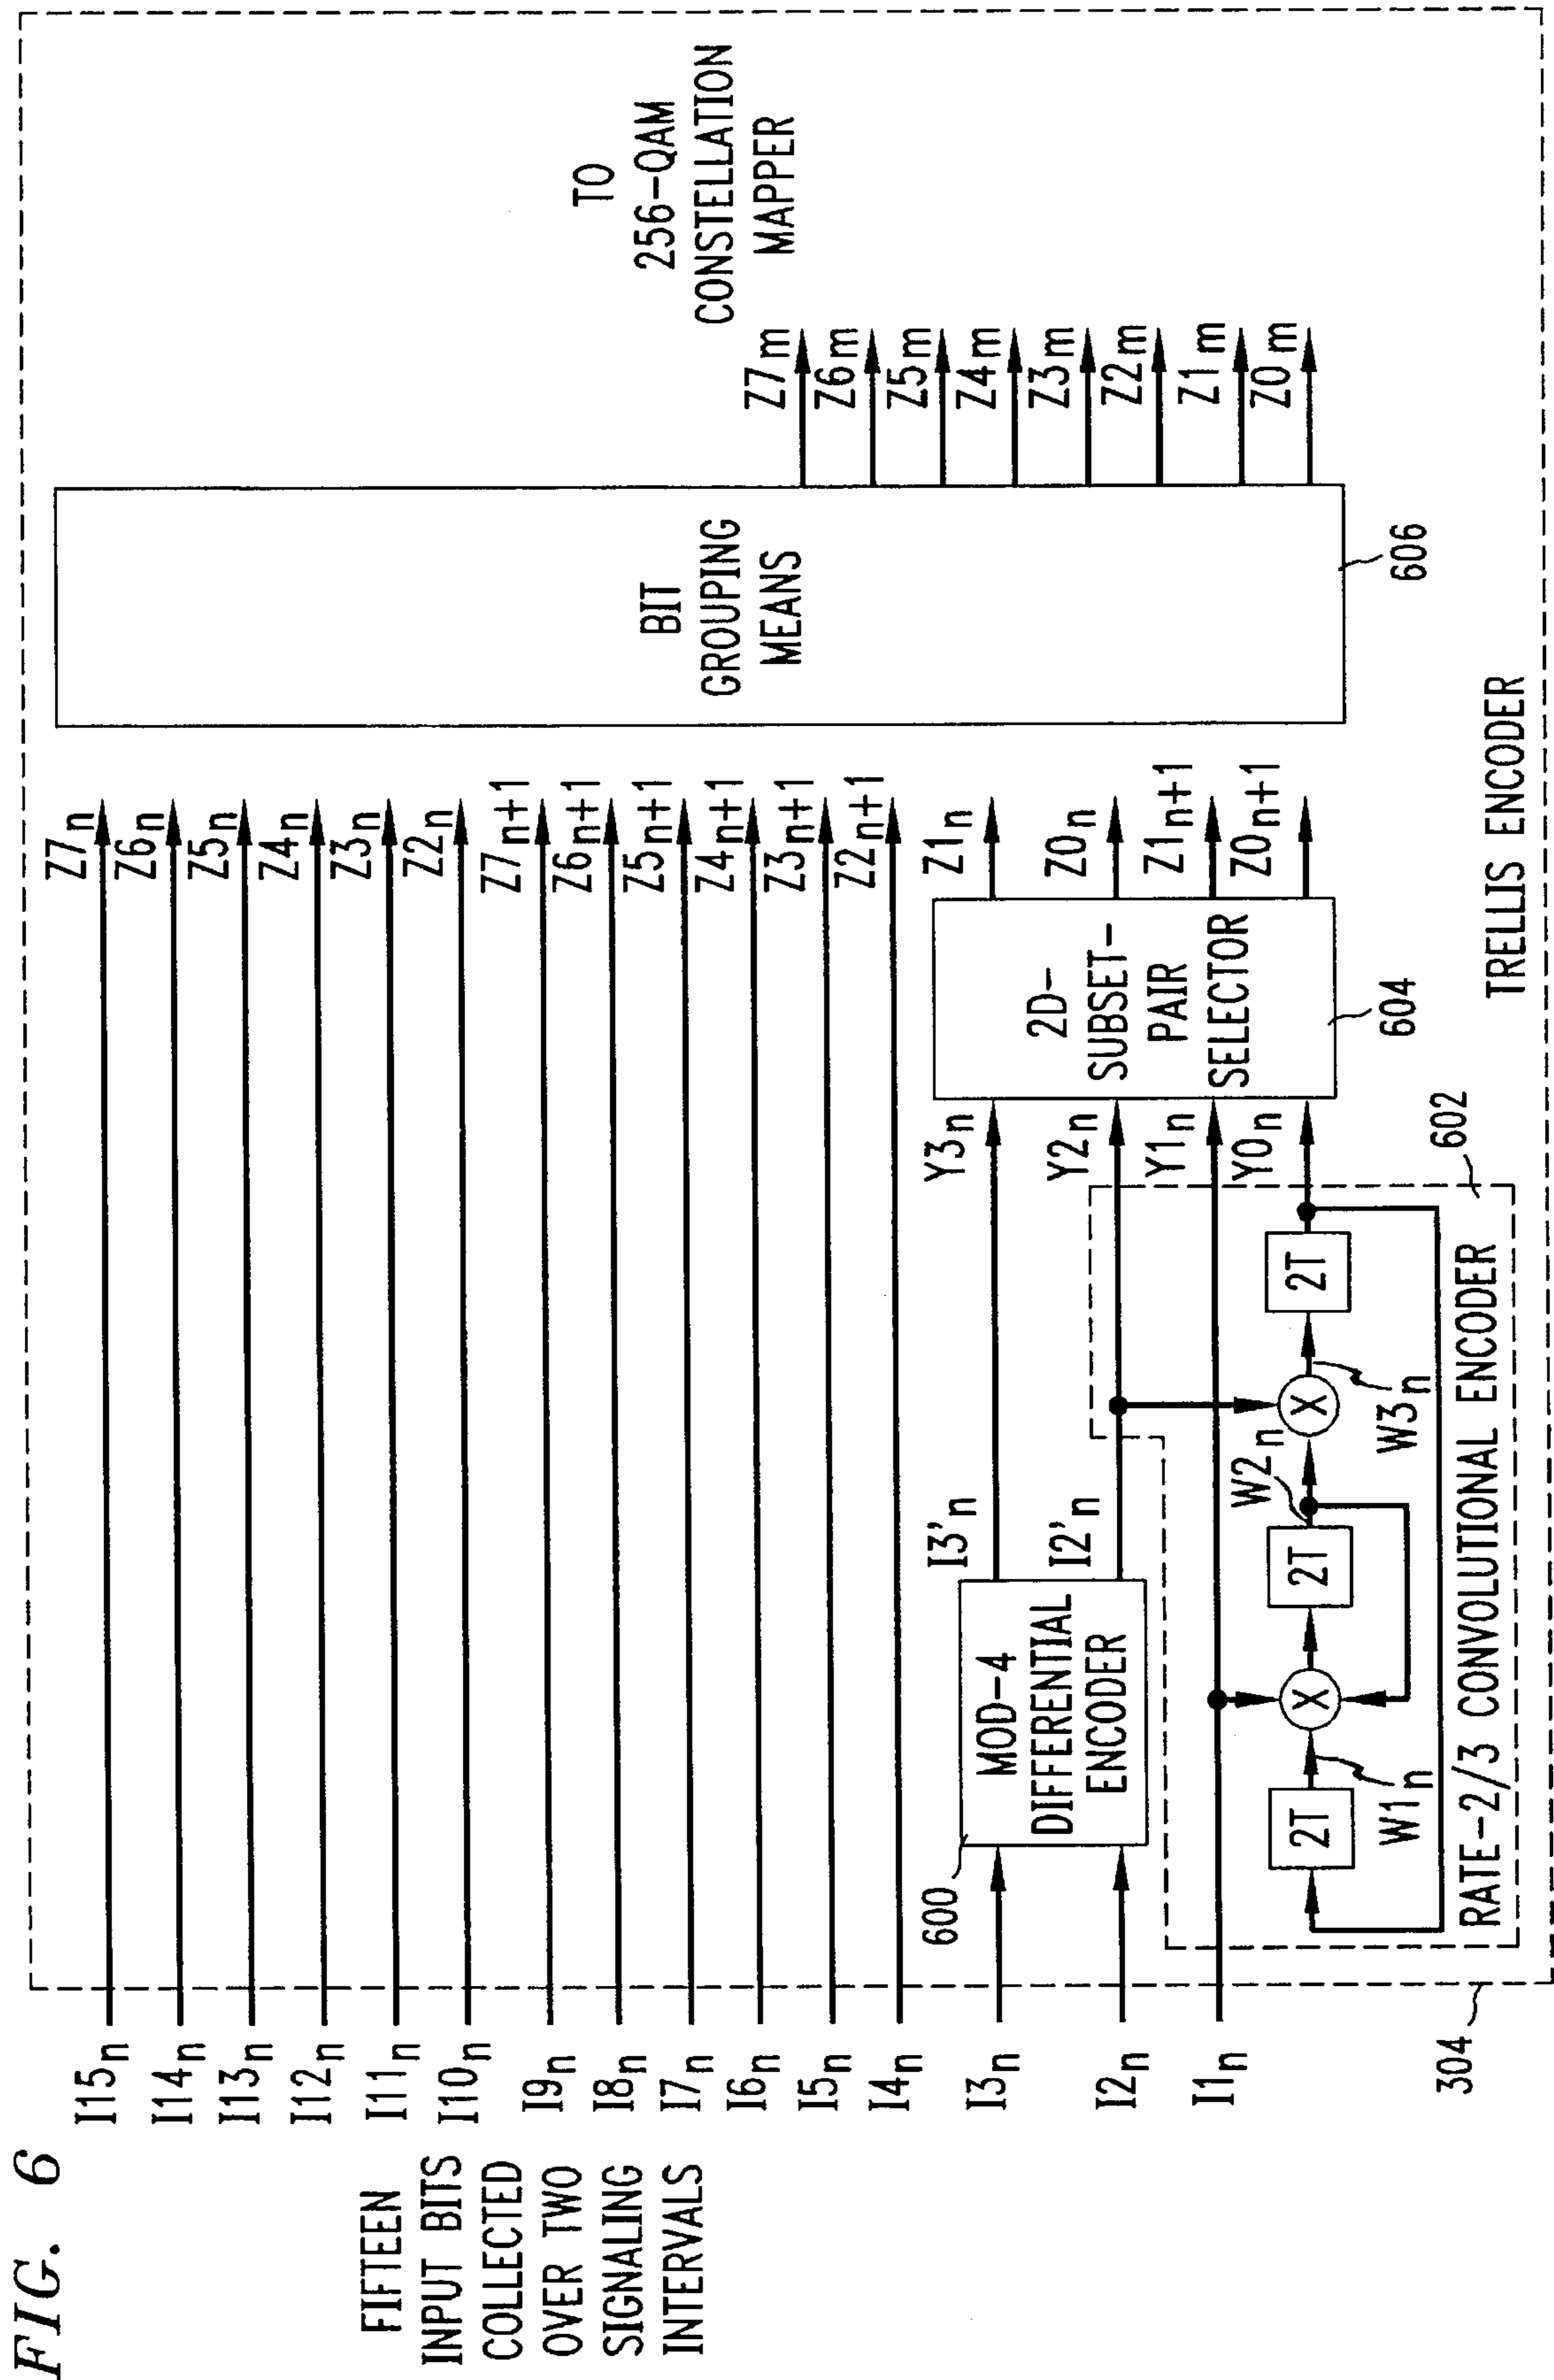 FIG. 6
FIFTEEN
INPUT BITS
COLLECTED
OVER TWO
SIGNALING
INTERVALS
I15n
I14n
I13n
I12n
I11n
I10n
I9n
I8n
I7n
I6n
I5n
I4n
I3n
I2n
I1n
304
600
MOD-4
DIFFERENTIAL
ENCODER
I3'n
I2'n
2T
W1n
X
2T
W2n
X
W3n
2T
RATE-2/3 CONVOLUTIONAL ENCODER
602
Y3n
Y2n
Y1n
Y0n
2D-
SUBSET-
PAIR
SELECTOR
604
Z7n
Z6n
Z5n
Z4n
Z3n
Z2n
Z7n+1
Z6n+1
Z5n+1
Z4n+1
Z3n+1
Z2n+1
Z1n
Z0n
Z1n+1
Z0n+1
TRELLIS ENCODER
BIT
GROUPING
MEANS
606
Z7m
Z6m
Z5m
Z4m
Z3m
Z2m
Z1m
Z0m
TO
256-QAM
CONSTELLATION
MAPPER